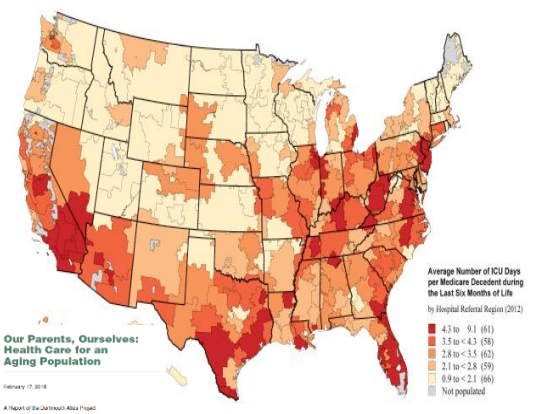 Average Number of ICU Days
per Medicare Decedent during
the Last Six Months of Life
by Hospital Referral Region (2012)
4.3 to 9.1 (61)
3.5 to < 4.3 (58)
2.8 to < 3.5 (62)
2.1 to < 2.8 (59)
0.9 to < 2.1 (66)
Not populated
Our Parents, Ourselves:
Health Care for an
Aging Population
February 17, 2016
A Report of the Dartmouth Atlas Project